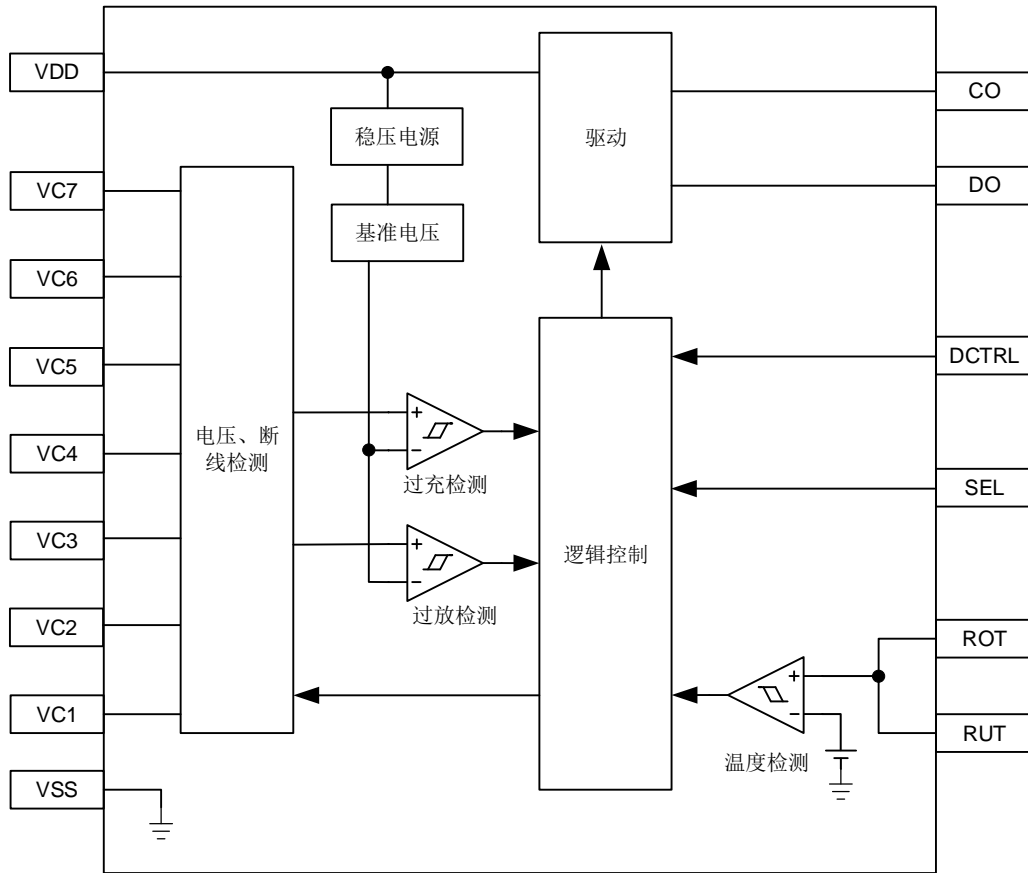 VDD
CO
稳压电源
驱动
VC7
DO
基准电压
VC6
VC5
DCTRL
+
-
电压、断
线检测
VC4
过充检测
SEL
VC3
+
-
逻辑控制
过放检测
VC2
ROT
+
-
VC1
RUT
温度检测
VSS